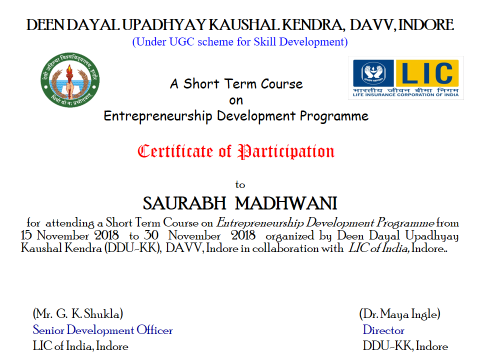 DEEN DAYAL UPADHYAY KAUSHAL KENDRA, DAVV, INDORE
(Under UGC scheme for Skill Development)
LIC
भारतीय जीवन बीमा निगम
LIFE INSURANCE CORPORATION OF INDIA
A Short Term Course
on
Entrepreneurship Development Programme
Certificate of Participation
to
SAURABH MADHWANI
for attending a Short Term Course on Entrepreneurship Development Programme from
15 November 2018 to 30 November 2018 organized by Deen Dayal Upadhyay
Kaushal Kendra (DDU-KK), DAVV, Indore in collaboration with LIC of India, Indore..
(Mr. G. K. Shukla)
Senior Development Officer
LIC of India, Indore
(Dr. Maya Ingle)
Director
DDU-KK, Indore